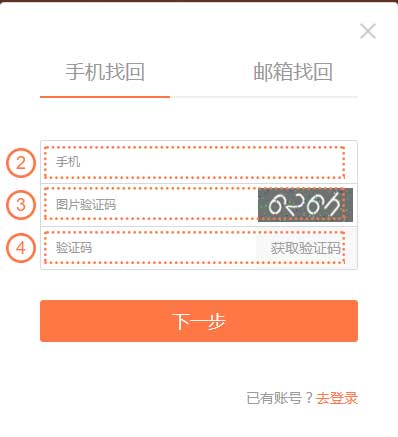 手机找回 邮箱找回
② 手机
③ 图片验证码 6264
④ 验证码 获取验证码
下一步
已有账号？去登录